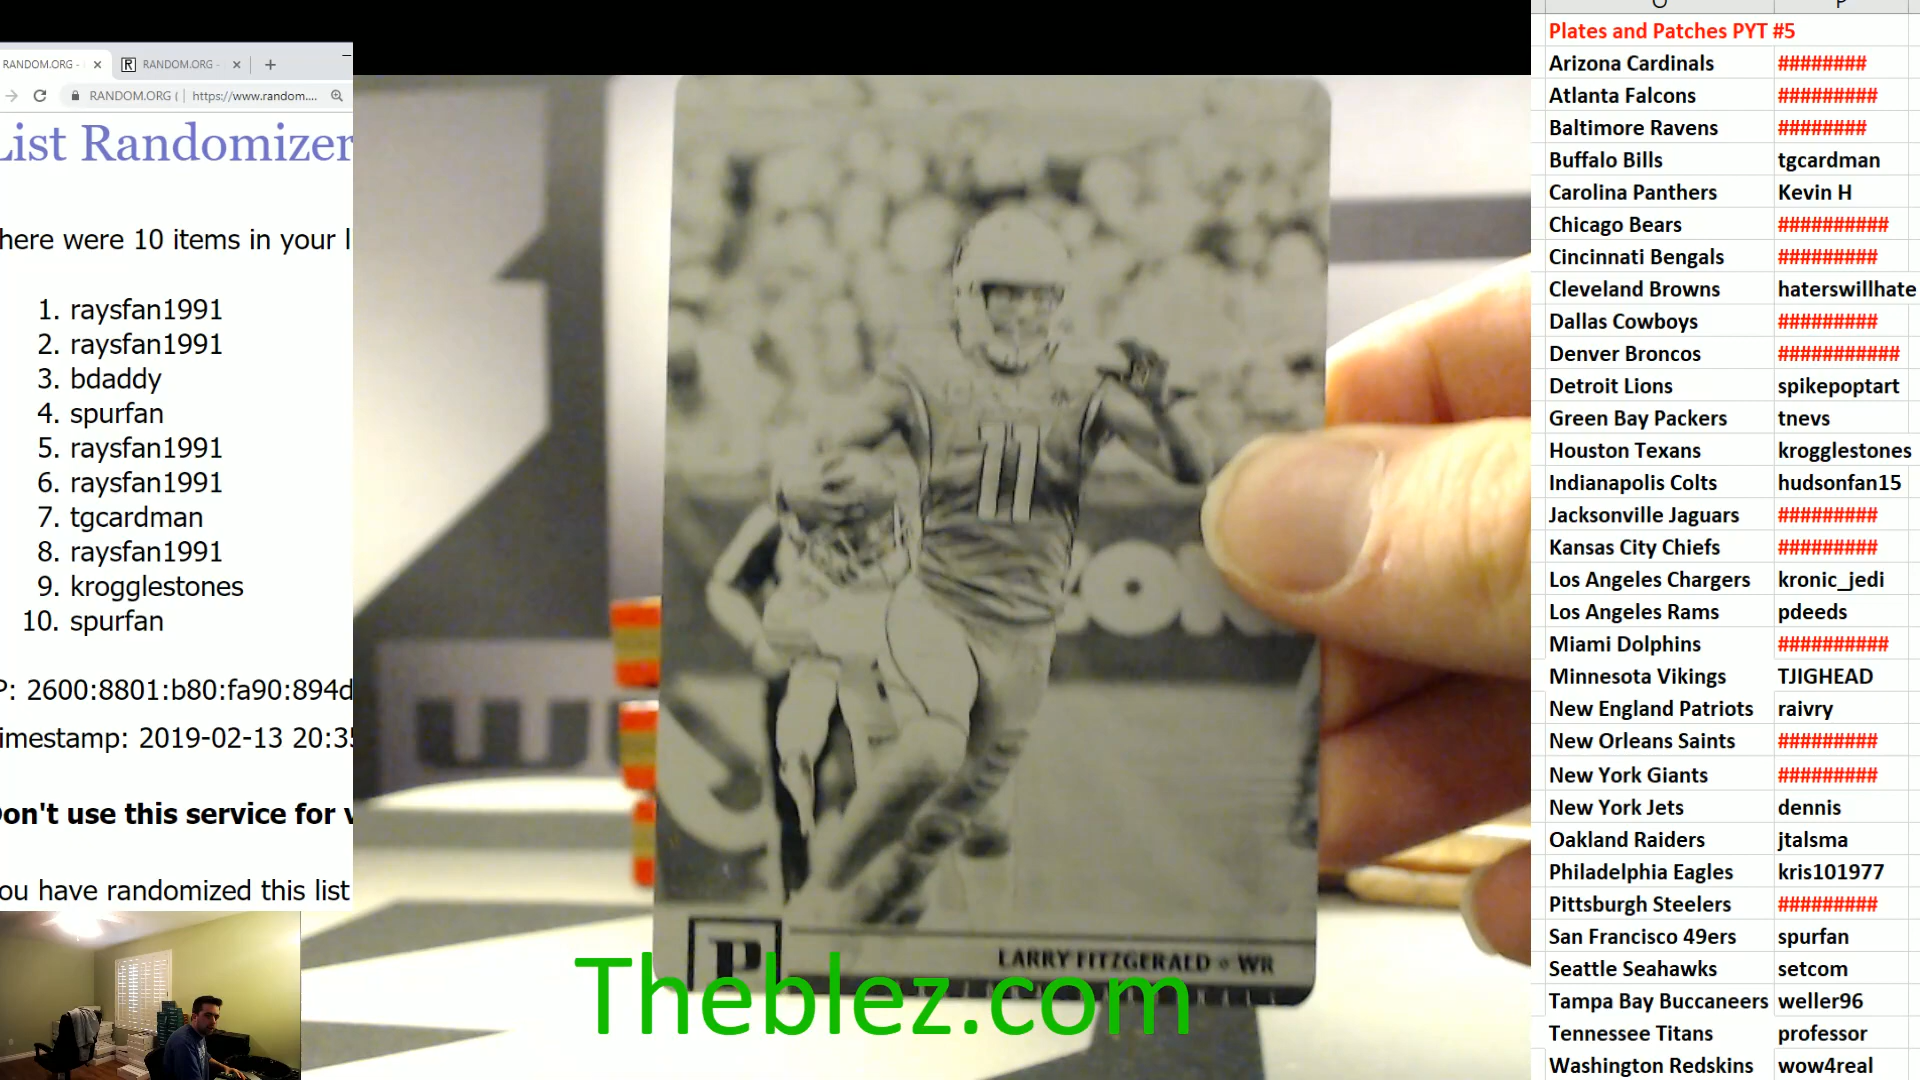 RANDOM.ORG -
RANDOM.ORG -
RANDOM.ORG ( https://www.random....
List Randomizer
here were 10 items in your l
1. raysfan1991
2. raysfan1991
3. bdaddy
4. spurfan
5. raysfan1991
6. raysfan1991
7. tgcardman
8. raysfan1991
9. krogglestones
10. spurfan
P: 2600:8801:b80:fa90:894d
imestamp: 2019-02-13 20:35
on't use this service for
ou have randomized this list
11
P
LARRY FITZGERALD WR
Theblez.com
O P
Plates and Patches PYT #5
Arizona Cardinals ########
Atlanta Falcons #########
Baltimore Ravens ########
Buffalo Bills tgcardman
Carolina Panthers Kevin H
Chicago Bears ##########
Cincinnati Bengals #########
Cleveland Browns haterswillhate
Dallas Cowboys #########
Denver Broncos ###########
Detroit Lions spikepoptart
Green Bay Packers tnevs
Houston Texans krogglestones
Indianapolis Colts hudsonfan15
Jacksonville Jaguars #########
Kansas City Chiefs #########
Los Angeles Chargers kronic_jedi
Los Angeles Rams pdeeds
Miami Dolphins ##########
Minnesota Vikings TJIGHEAD
New England Patriots raivry
New Orleans Saints #########
New York Giants #########
New York Jets dennis
Oakland Raiders jtalsma
Philadelphia Eagles kris101977
Pittsburgh Steelers #########
San Francisco 49ers spurfan
Seattle Seahawks setcom
Tampa Bay Buccaneers weller96
Tennessee Titans professor
Washington Redskins wow4real